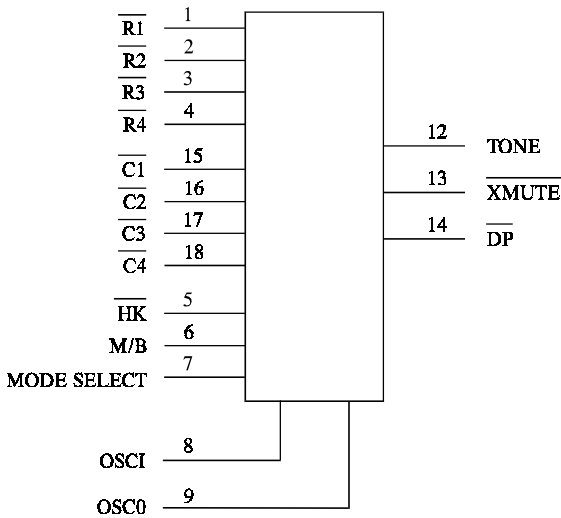 R1 1
R2 2
R3 3
R4 4
C1 15
C2 16
C3 17
C4 18
HK 5
M/B 6
MODE SELECT 7
OSCI 8
OSC0 9
12 TONE
13 XMUTE
14 DP